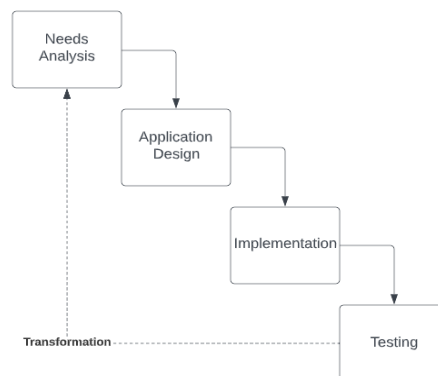 Needs
Analysis
Application
Design
Implementation
Testing
Transformation